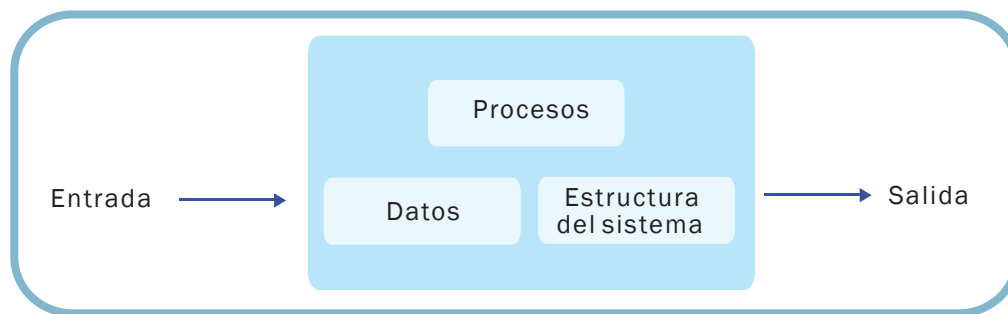 Procesos
Entrada
Datos
Estructura
del sistema
Salida